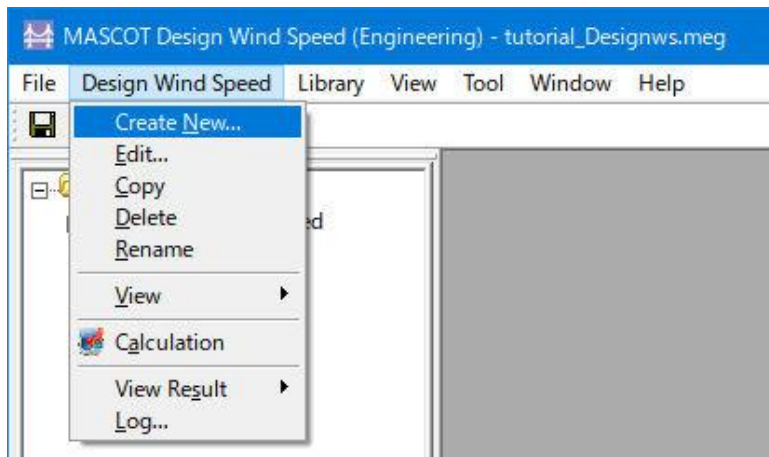 MASCOT Design Wind Speed (Engineering) - tutorial_Designws.meg
File Design Wind Speed Library View Tool Window Help
Create New...
Edit...
Copy
Delete
Rename
View
Calculation
View Result
Log...